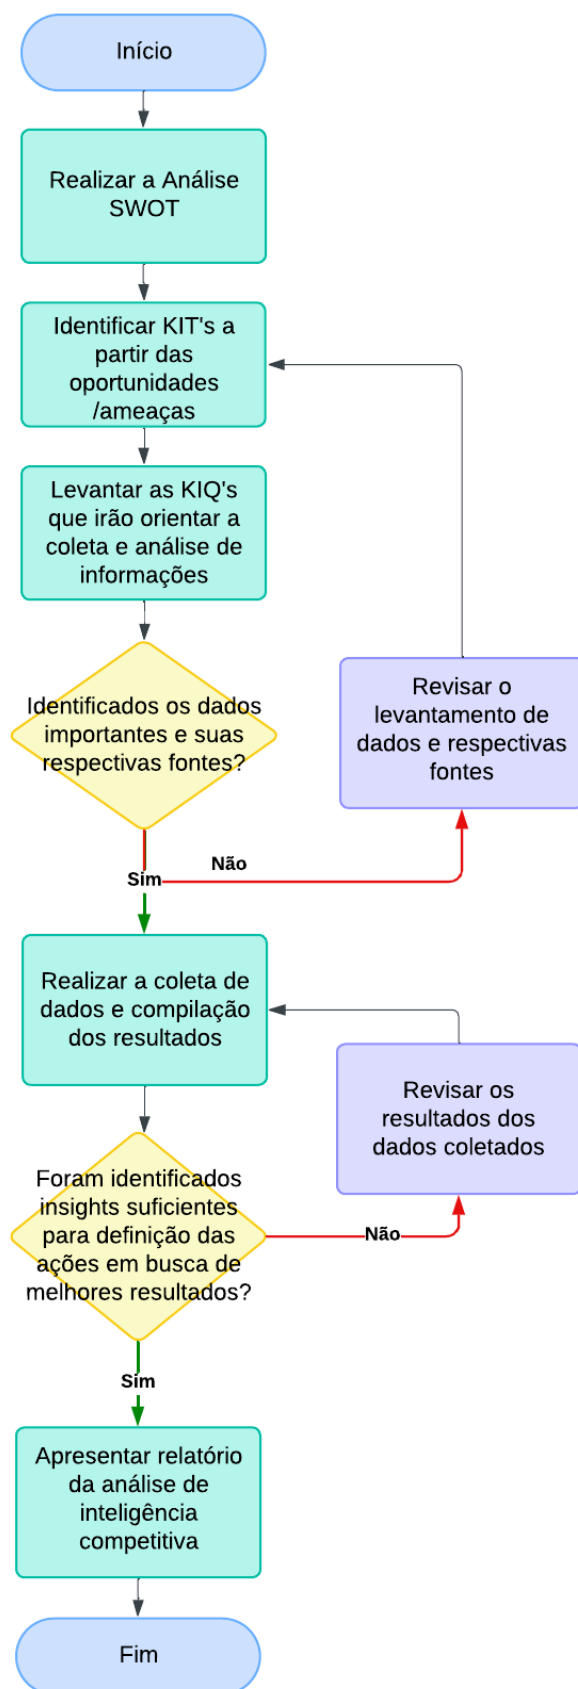 Início
Realizar a Análise
SWOT
Identificar KIT's a
partir das
oportunidades
/ameaças
Levantar as KIQ's
que irão orientar a
coleta e análise de
informações
Identificados os dados
importantes e suas
respectivas fontes?
Revisar o
levantamento de
dados e respectivas
fontes
Não
Sim
Realizar a coleta de
dados e compilação
dos resultados
Revisar os
resultados dos
dados coletados
Foram identificados
insights suficientes
para definição das
ações em busca de
melhores resultados?
Não
Sim
Apresentar relatório
da análise de
inteligência
competitiva
Fim